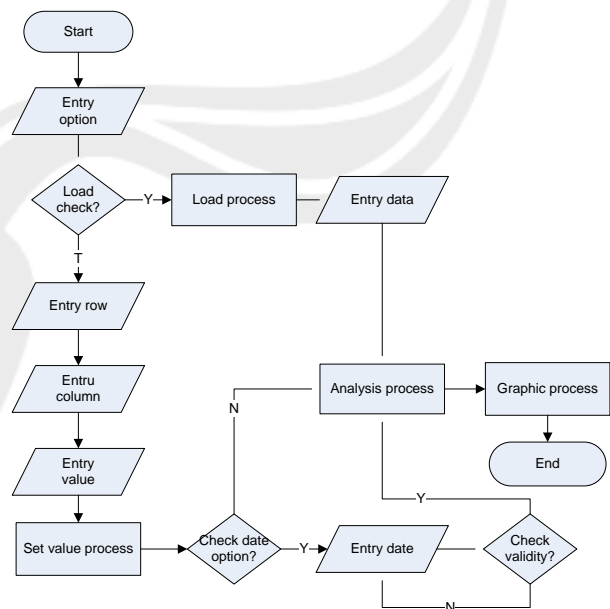 Start
Entry
option
Load
check?
Y
Load process
Entry data
T
Entry row
Entru
column
Analysis process
Graphic process
N
Entry
value
End
Y
Set value process
Check date
option?
Y
Entry date
Check
validity?
N